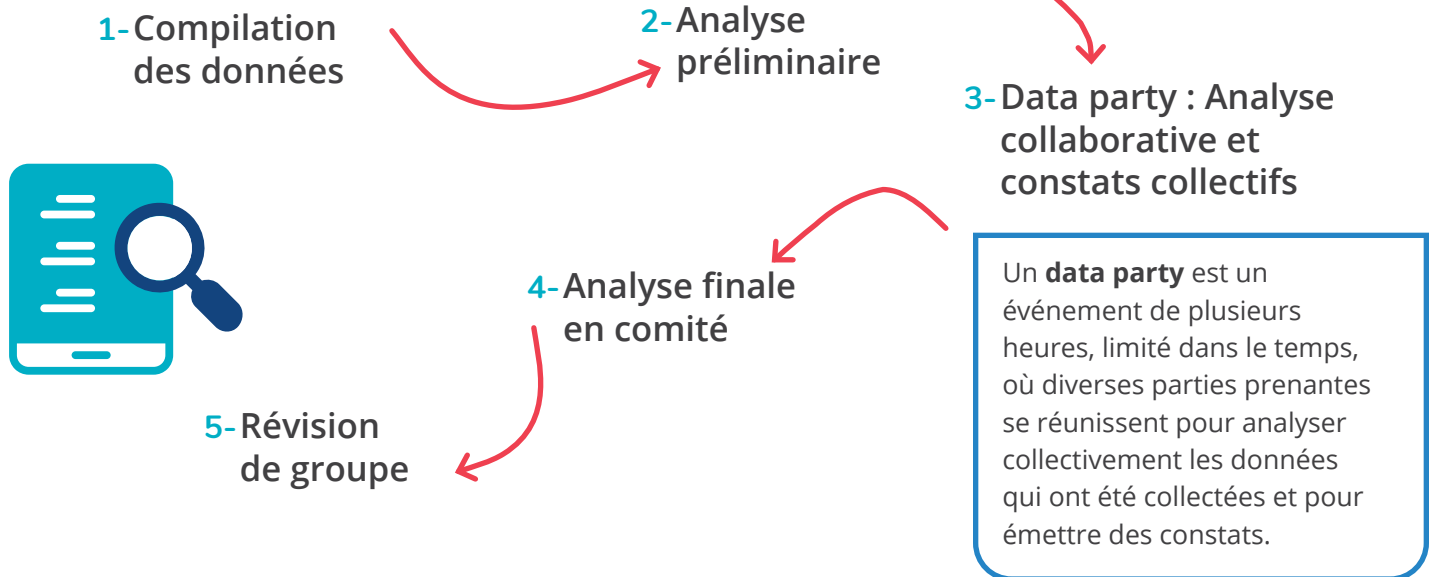 1- Compilation
des données
2- Analyse
préliminaire
3- Data party : Analyse
collaborative et
constats collectifs
Un data party est un
événement de plusieurs
heures, limité dans le temps,
où diverses parties prenantes
se réunissent pour analyser
collectivement les données
qui ont été collectées et pour
émettre des constats.
4- Analyse finale
en comité
5- Révision
de groupe